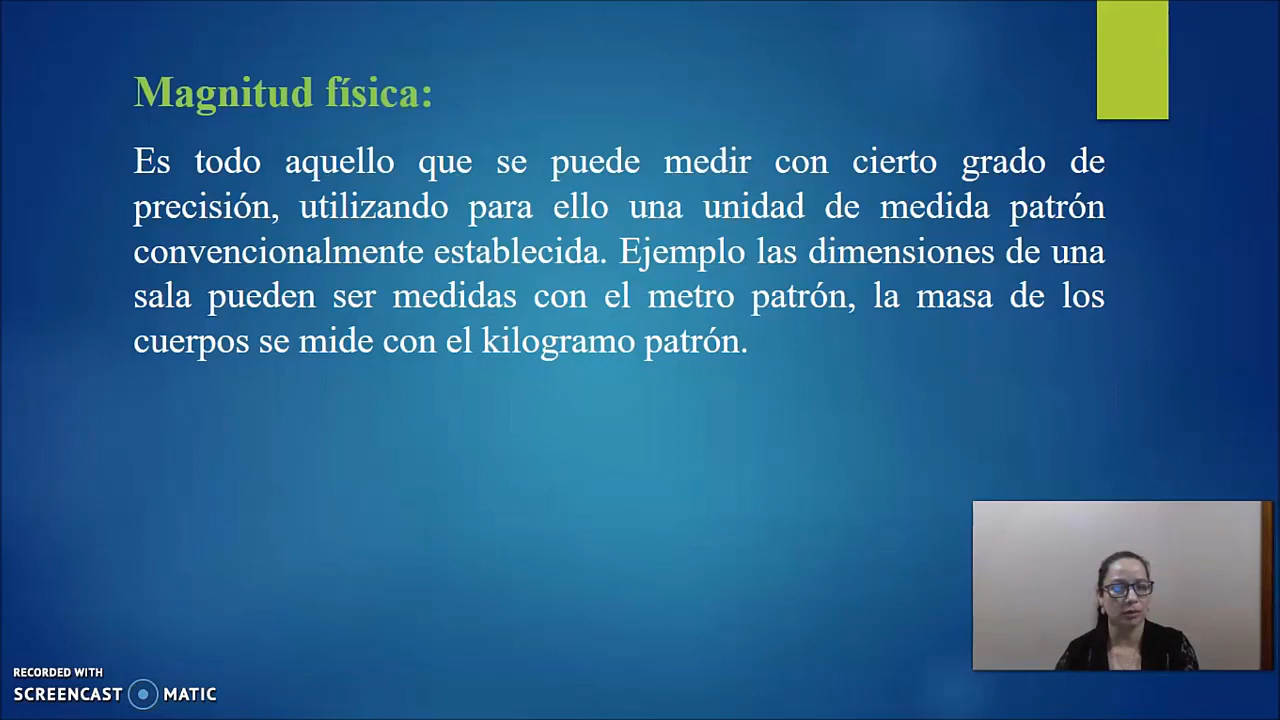 Magnitud física:
Es todo aquello que se puede medir con cierto grado de
precisión, utilizando para ello una unidad de medida patrón
convencionalmente establecida. Ejemplo las dimensiones de una
sala pueden ser medidas con el metro patrón, la masa de los
cuerpos se mide con el kilogramo patrón.
RECORDED WITH
SCREENCAST MATIC